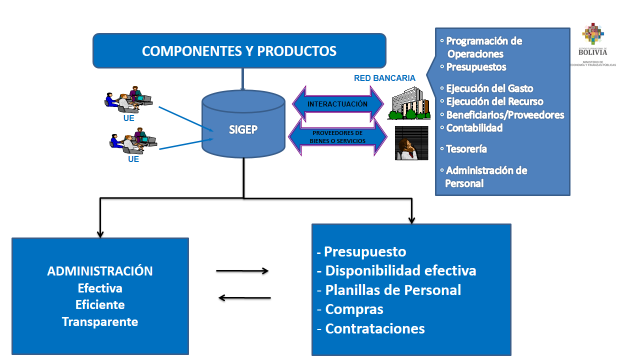 COMPONENTES Y PRODUCTOS
BOLIVIA
◦ Programación de
Operaciones
◦ Presupuestos
◦ Ejecución del Gasto
◦ Ejecución del Recurso
◦ Beneficiarios/Proveedores
◦ Contabilidad
◦ Tesorería
◦ Administración de
Personal
RED BANCARIA
INTERACTUACIÓN
UE
SIGEP
PROVEEDORES DE
BIENES O SERVICIOS
UE
ADMINISTRACIÓN
Efectiva
Eficiente
Transparente
- Presupuesto
- Disponibilidad efectiva
- Planillas de Personal
- Compras
- Contrataciones